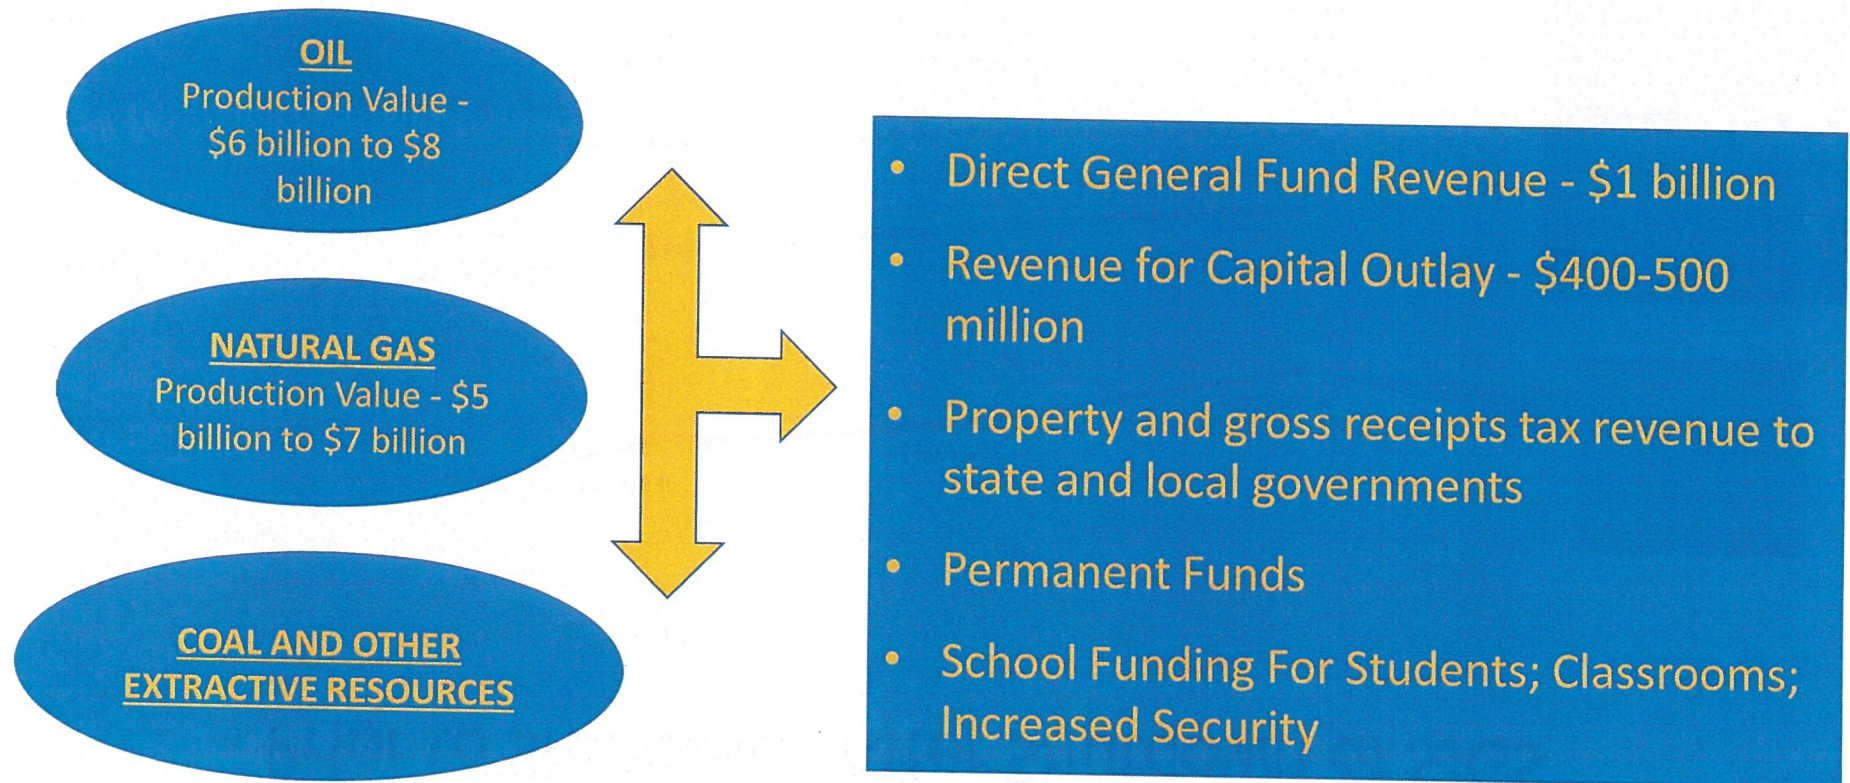 OIL
Production Value -
$6 billion to $8
billion
NATURAL GAS
Production Value - $5
billion to $7 billion
COAL AND OTHER
EXTRACTIVE RESOURCES
• Direct General Fund Revenue - $1 billion
• Revenue for Capital Outlay - $400-500
million
• Property and gross receipts tax revenue to
state and local governments
• Permanent Funds
• School Funding For Students; Classrooms;
Increased Security